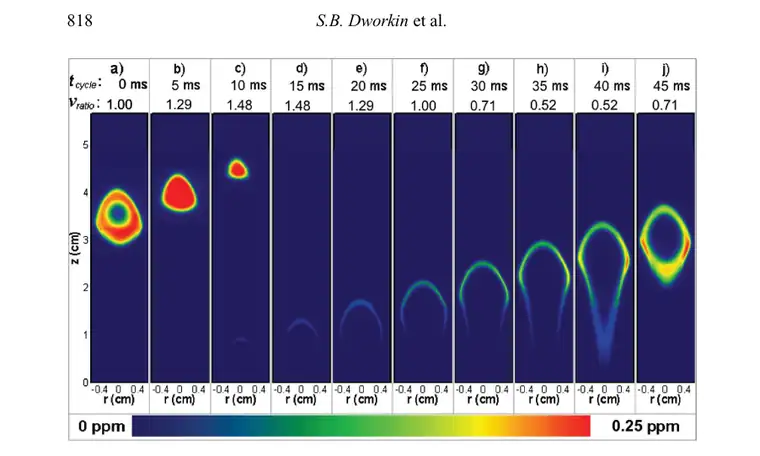 818 S.B. Dworkin et al.
a) b) c) d) e) f) g) h) i) j)
tcycle: 0 ms 5 ms 10 ms 15 ms 20 ms 25 ms 30 ms 35 ms 40 ms 45 ms
vratio: 1.00 1.29 1.48 1.48 1.29 1.00 0.71 0.52 0.52 0.71
5
4
3
z (cm)
2
1
0
-0.4 0 0.4 -0.4 0 0.4 -0.4 0 0.4 -0.4 0 0.4 -0.4 0 0.4 -0.4 0 0.4 -0.4 0 0.4 -0.4 0 0.4 -0.4 0 0.4 -0.4 0 0.4
r (cm) r (cm) r (cm) r (cm) r (cm) r (cm) r (cm) r (cm) r (cm) r (cm)
0 ppm 0.25 ppm